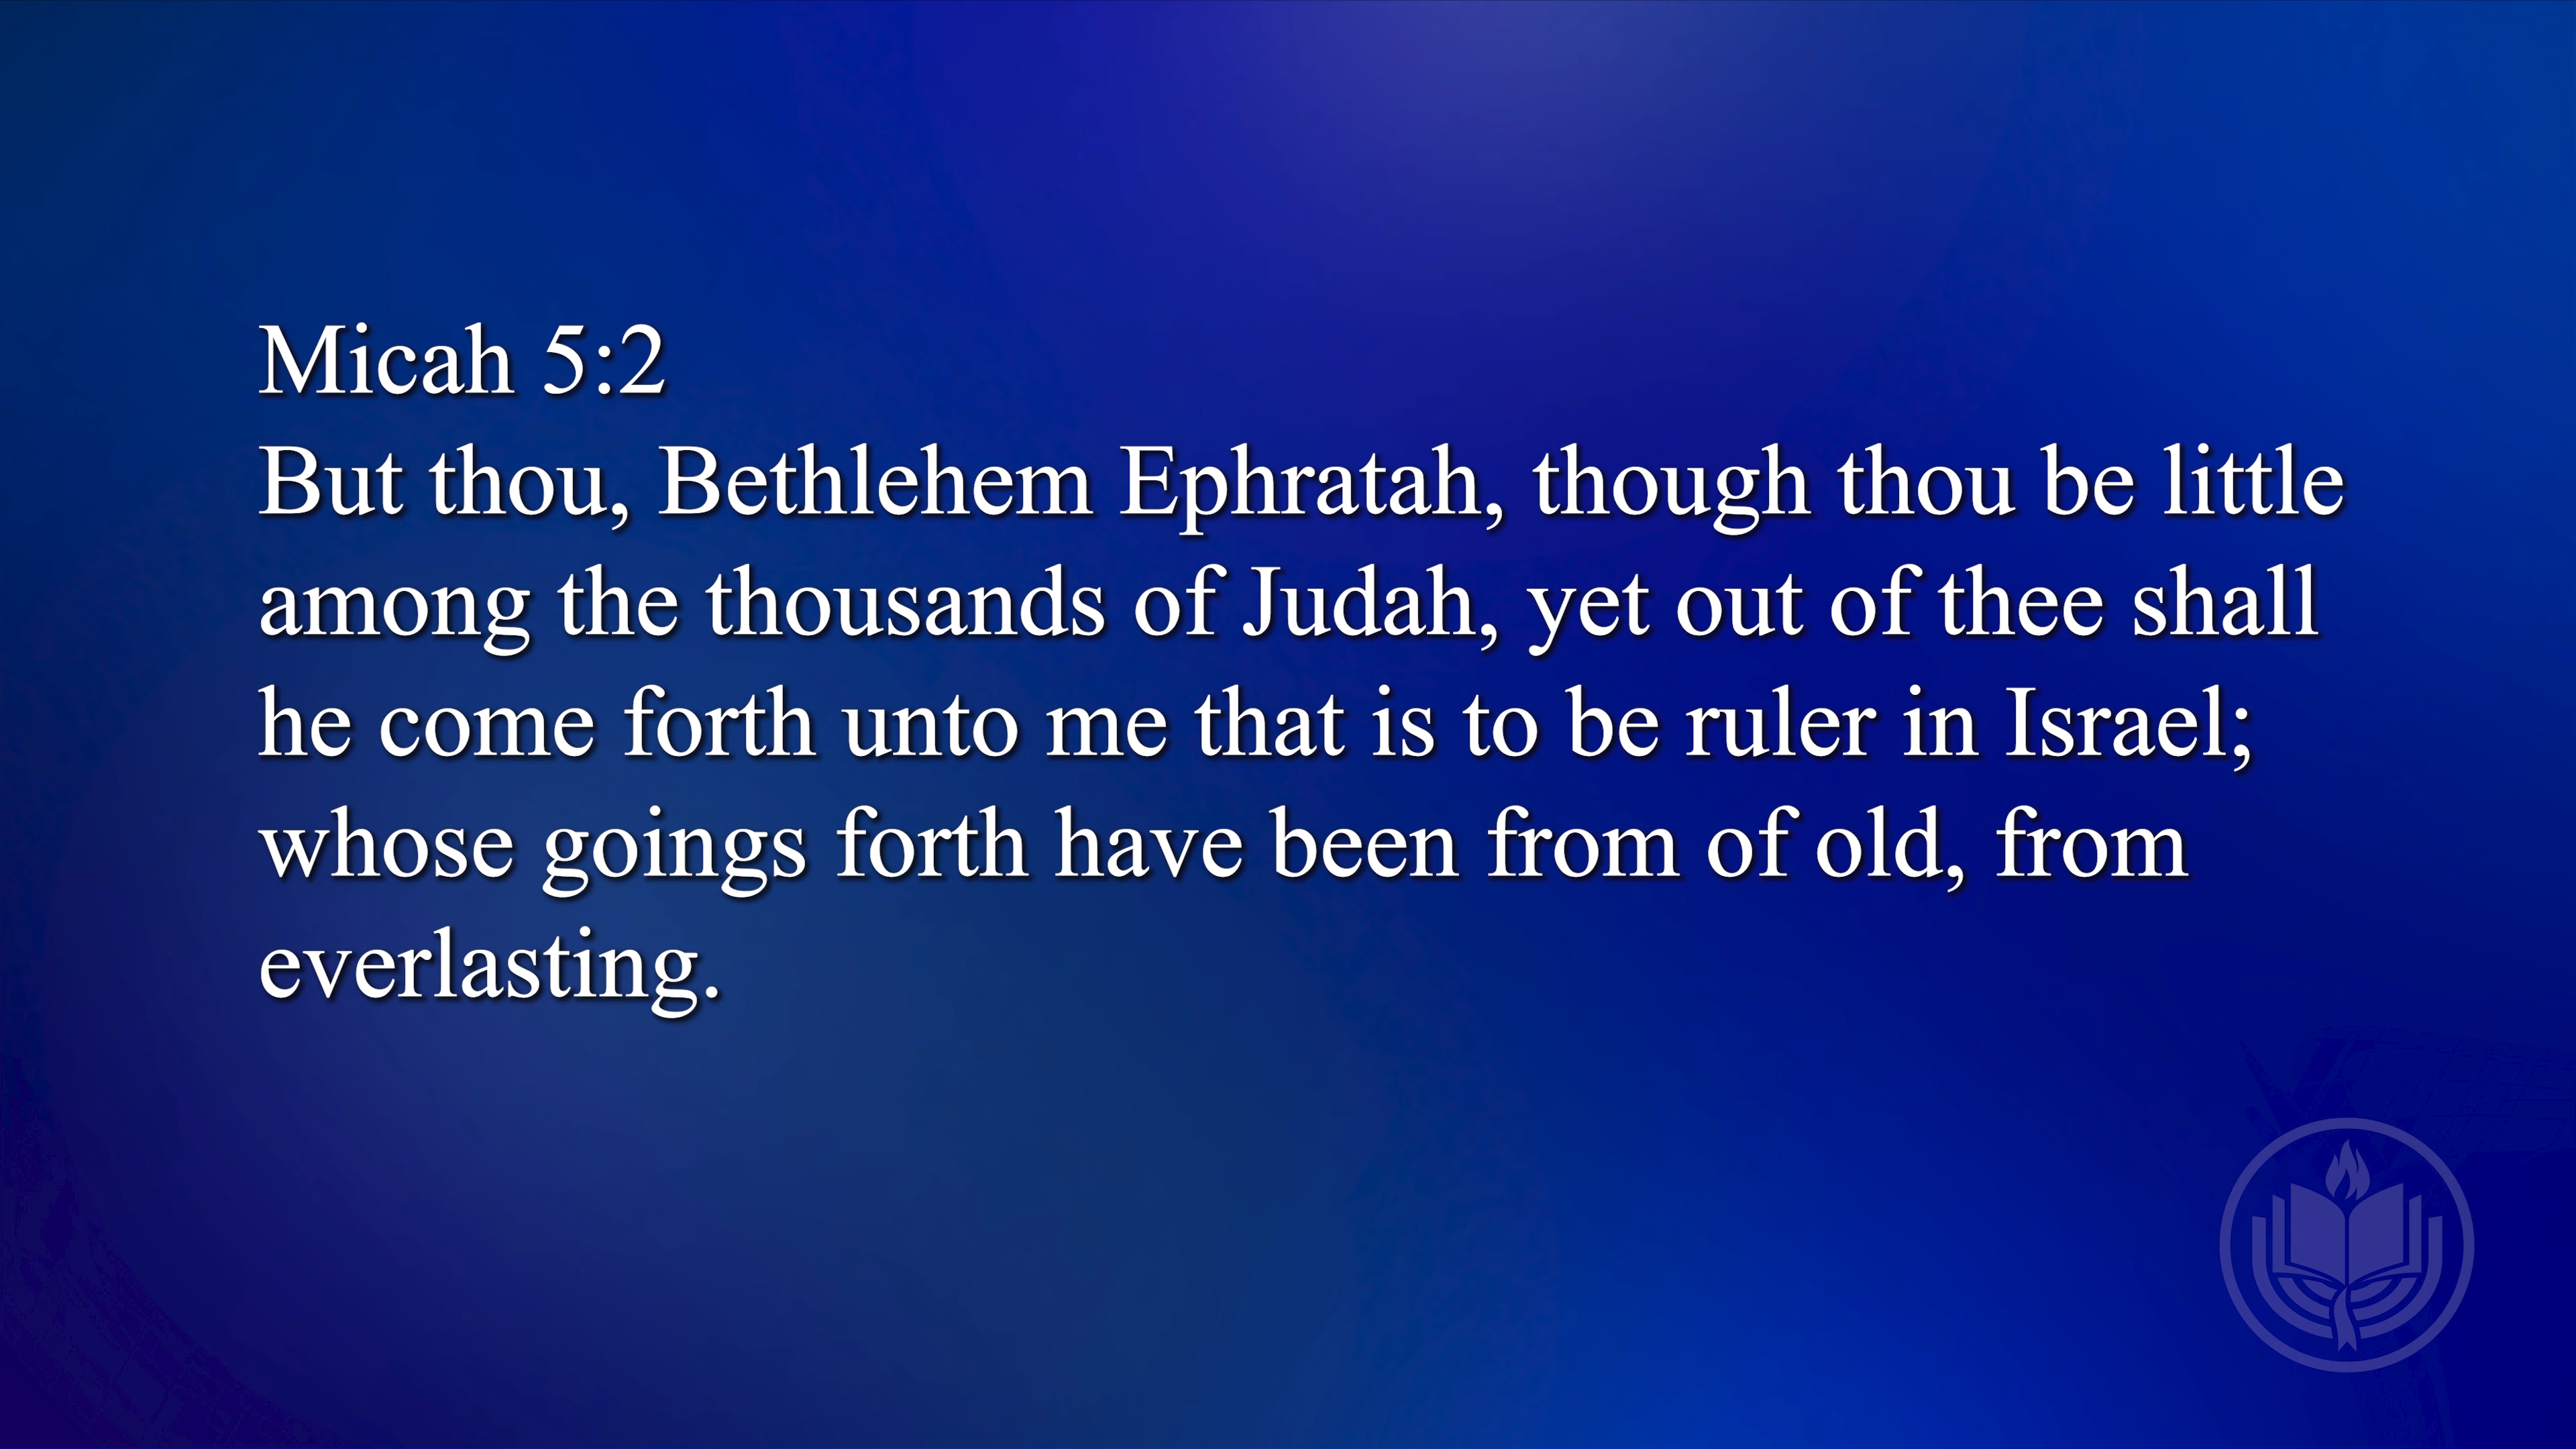 Micah 5:2
But thou, Bethlehem Ephratah, though thou be little
among the thousands of Judah, yet out of thee shall
he come forth unto me that is to be ruler in Israel;
whose goings forth have been from of old, from
everlasting.